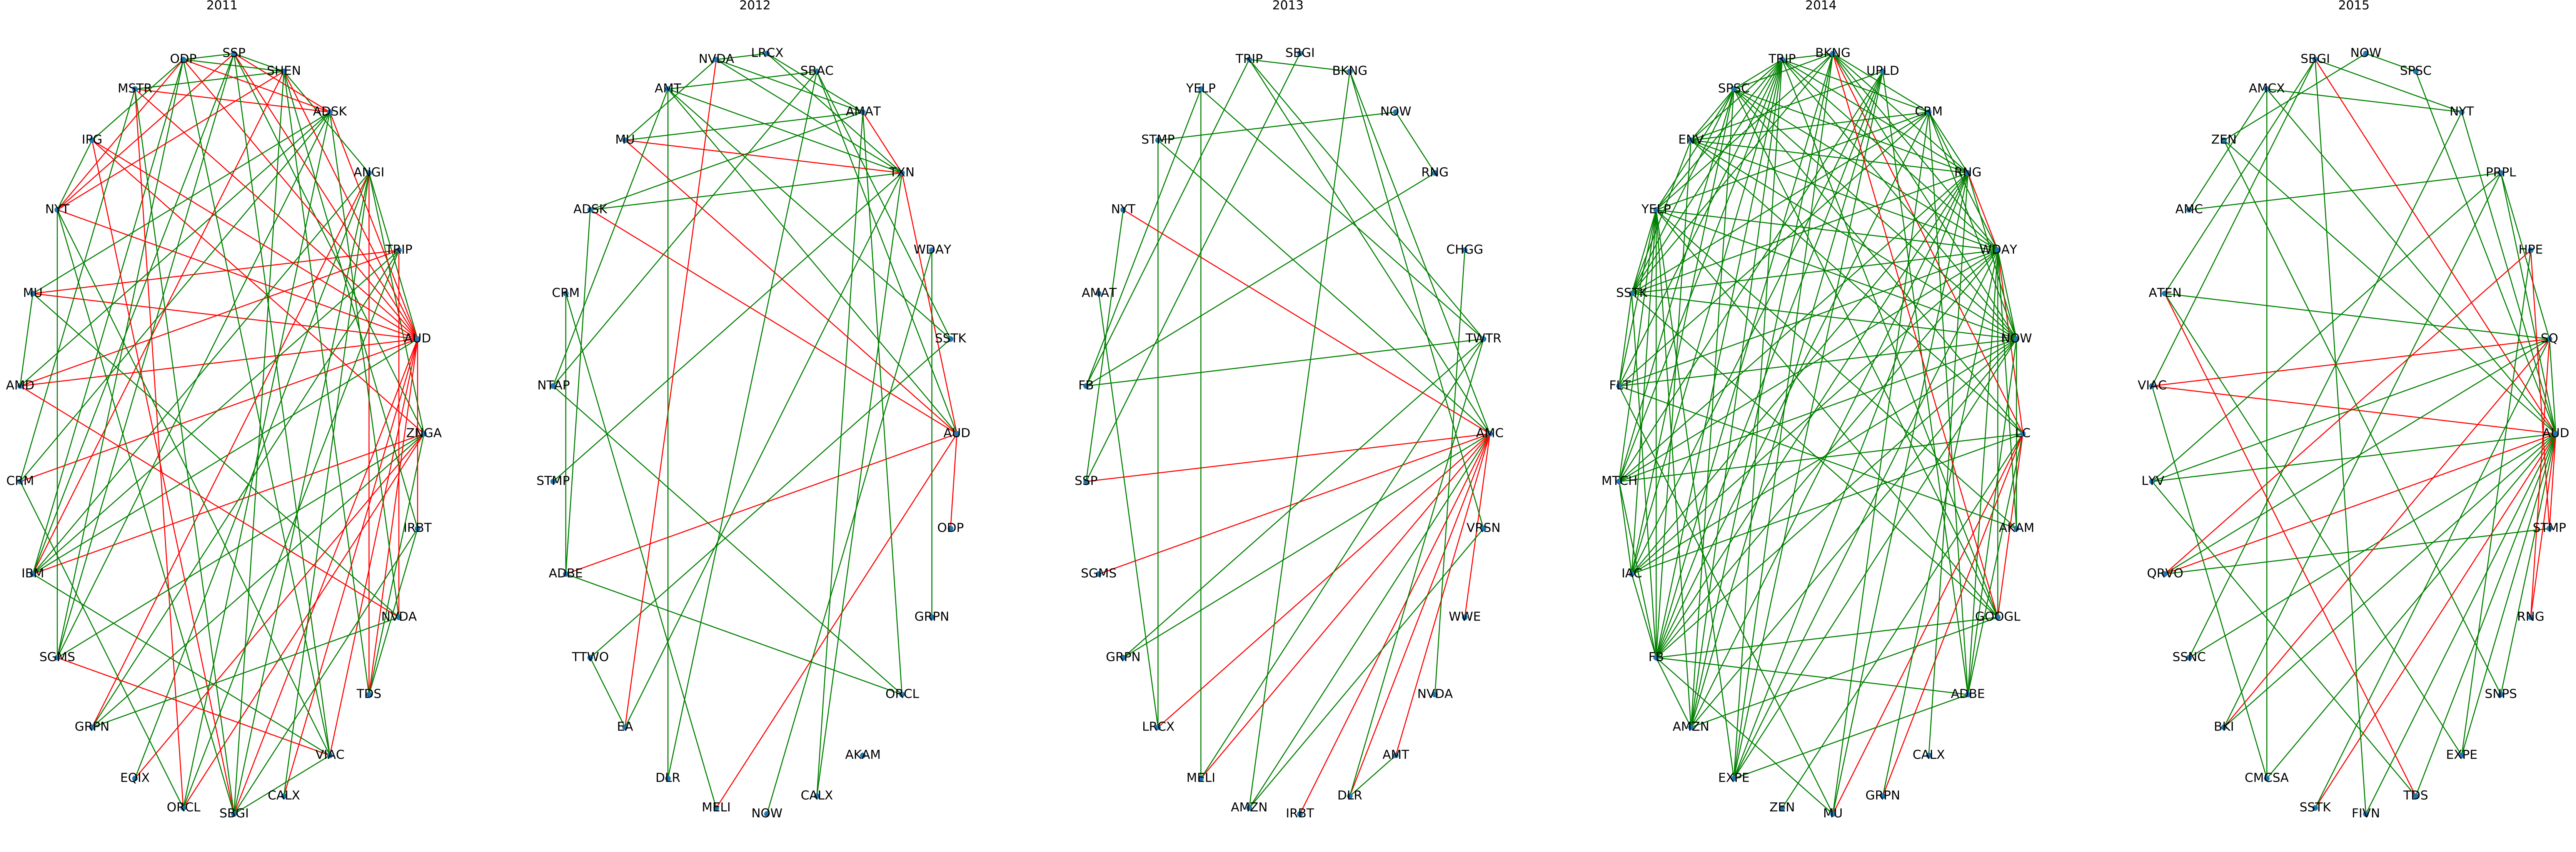 2011
2012
2013
2014
2015
SSP
ODP
SHEN
MSTR
ADSK
IPG
ANGI
NYT
TRIP
MU
AUD
AMD
ZNGA
CRM
IRBT
IBM
NVDA
SGMS
TDS
GRPN
VIAC
EQIX
CALX
ORCL
SBGI
LRCX
NVDA
SBAC
AMT
AMAT
MU
TXN
ADSK
WDAY
CRM
SSTK
NTAP
AUD
STMP
ODP
ADBE
GRPN
TTWO
ORCL
EA
AKAM
DLR
CALX
MELI
NOW
SBGI
TRIP
BKNG
YELP
NOW
STMP
RNG
NYT
CHGG
AMAT
TWTR
FB
AMC
SSP
VRSN
SGMS
WWE
GRPN
NVDA
LRCX
AMT
MELI
DLR
AMZN
IRBT
BKNG
TRIP
UPLD
SPSC
CRM
ENV
RNG
YELP
WDAY
SSTK
NOW
FLT
C
MTCH
AKAM
IAC
GOOGL
FB
ADBE
AMZN
CALX
EXPE
GRPN
ZEN
MU
NOW
SBGI
SPSC
AMCX
NYT
ZEN
PRPL
AMC
HPE
ATEN
SQ
VIAC
AUD
LYV
STMP
QRVO
RNG
SSNC
SNPS
BKI
EXPE
CMCSA
TDS
SSTK
FIVN